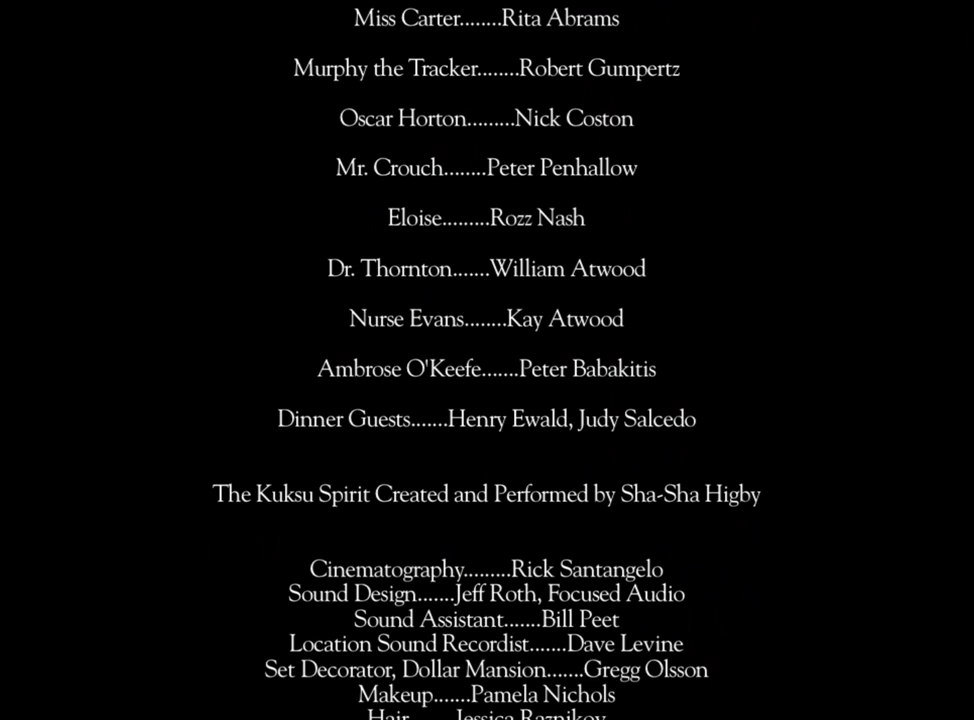 Miss Carter........Rita Abrams
Murphy the Tracker........Robert Gumpertz
Oscar Horton.........Nick Coston
Mr. Crouch........Peter Penhallow
Eloise.........Rozz Nash
Dr. Thornton.......William Atwood
Nurse Evans........Kay Atwood
Ambrose O'Keefe.......Peter Babakitis
Dinner Guests.......Henry Ewald, Judy Salcedo
The Kuksu Spirit Created and Performed by Sha-Sha Higby
Cinematography.........Rick Santangelo
Sound Design.......Jeff Roth, Focused Audio
Sound Assistant.......Bill Peet
Location Sound Recordist.......Dave Levine
Set Decorator, Dollar Mansion.......Gregg Olsson
Makeup.......Pamela Nichols
Hair........Jessica Raznikov